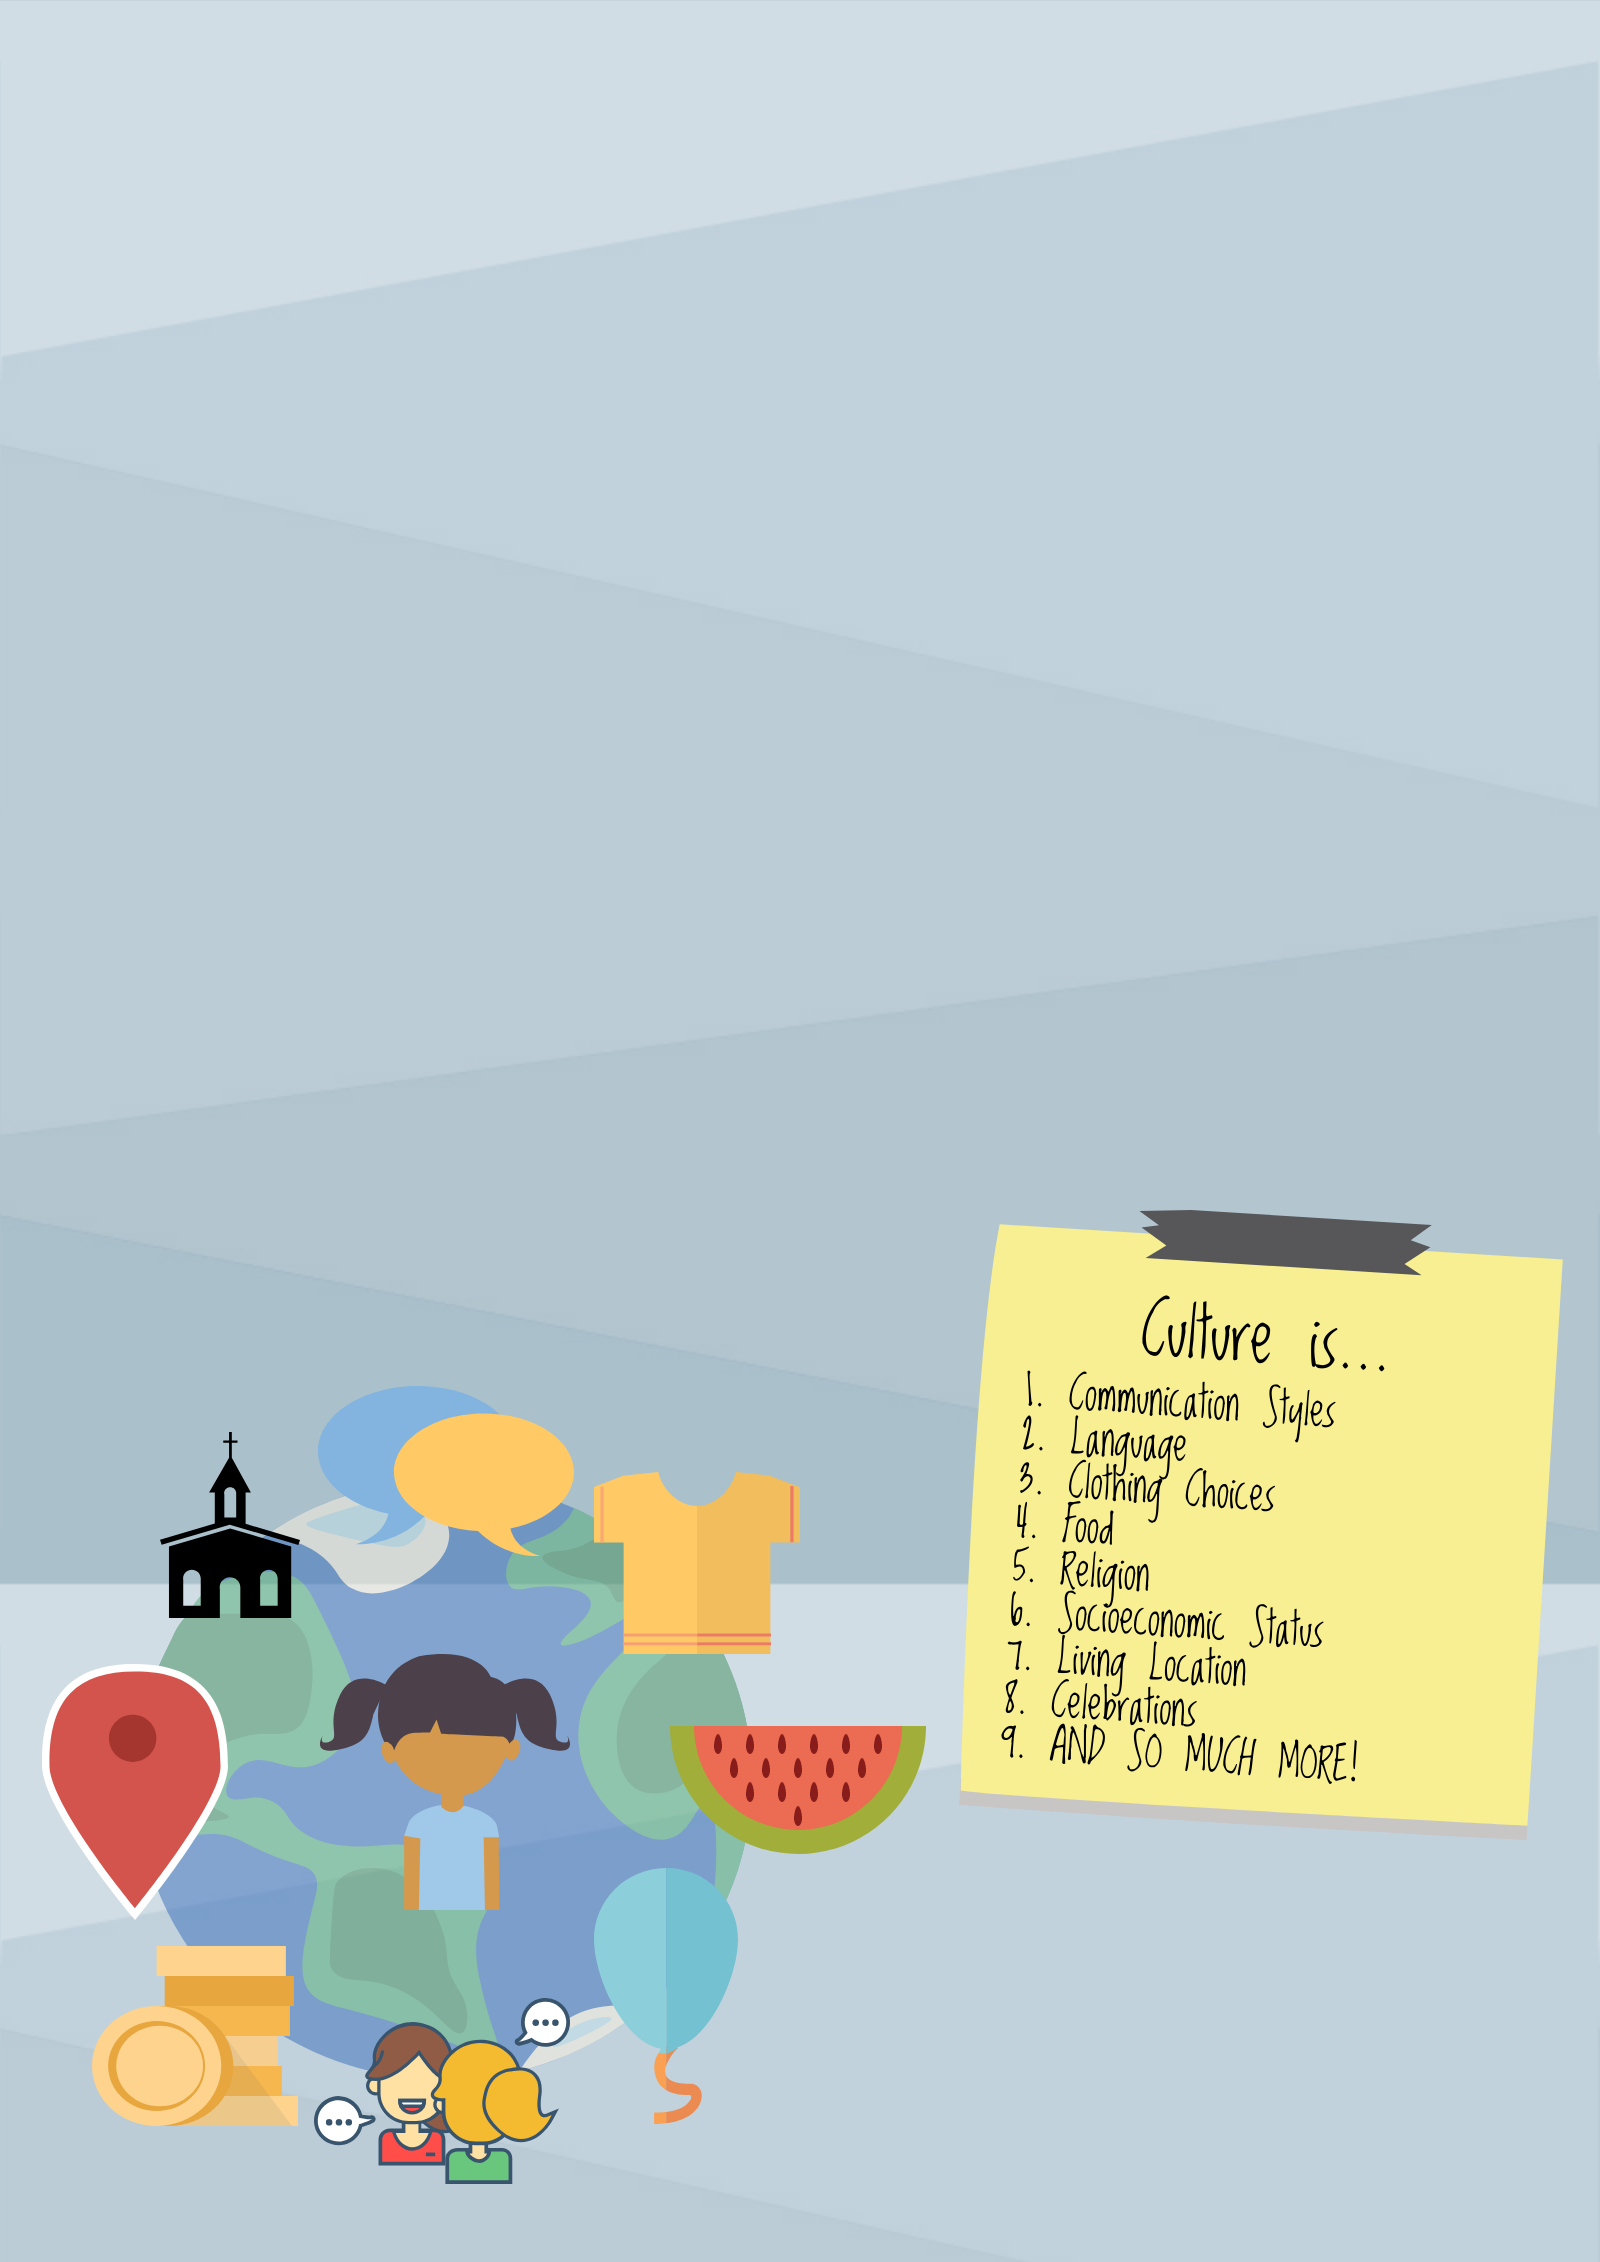 Culture is...
1. Communication Styles
2. Language
3. Clothing Choices
4. Food
5. Religion
6. Socioeconomic Status
7. Living Location
8. Celebrations
9. AND SO MUCH MORE!